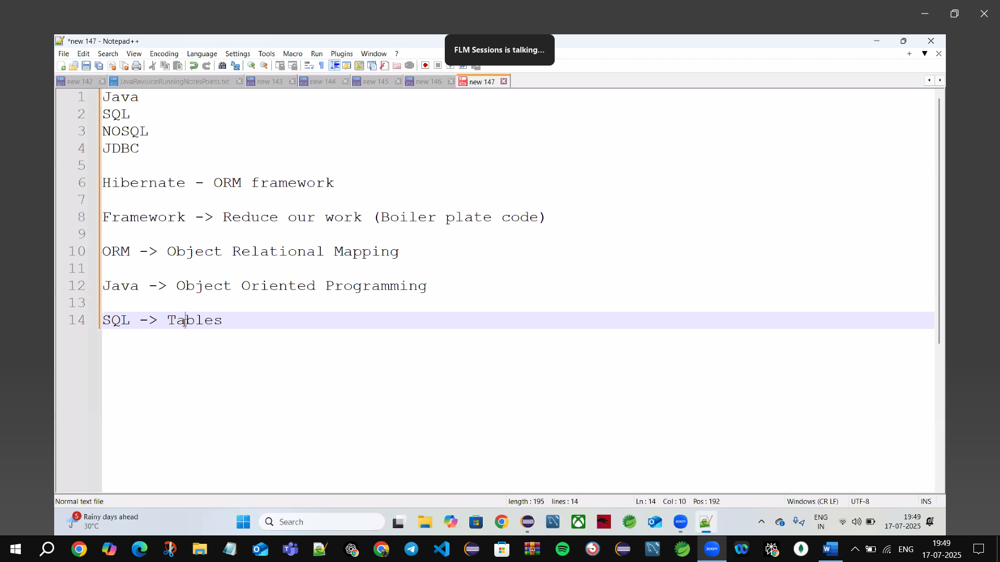 *new 147 - Notepad++
FLM Sessions is talking...
File Edit Search View Encoding Language Settings Tools Macro Run Plugins Window ?
new 142 JavaRevisionRunningNotesPoints.txt new 143 new 144 new 145 new 146 new 147
1 Java
2 SQL
3 NOSQL
4 JDBC
5
6 Hibernate - ORM framework
7
8 Framework -> Reduce our work (Boiler plate code)
9
10 ORM -> Object Relational Mapping
11
12 Java -> Object Oriented Programming
13
14 SQL -> Tables
Normal text file length : 195 lines : 14 Ln : 14 Col : 10 Pos : 192 Windows (CR LF) UTF-8 INS
5 Rainy days ahead
30°C
Search
zoom
ENG
IN
19:49
17-07-2025
zoom
ENG
19:49
17-07-2025